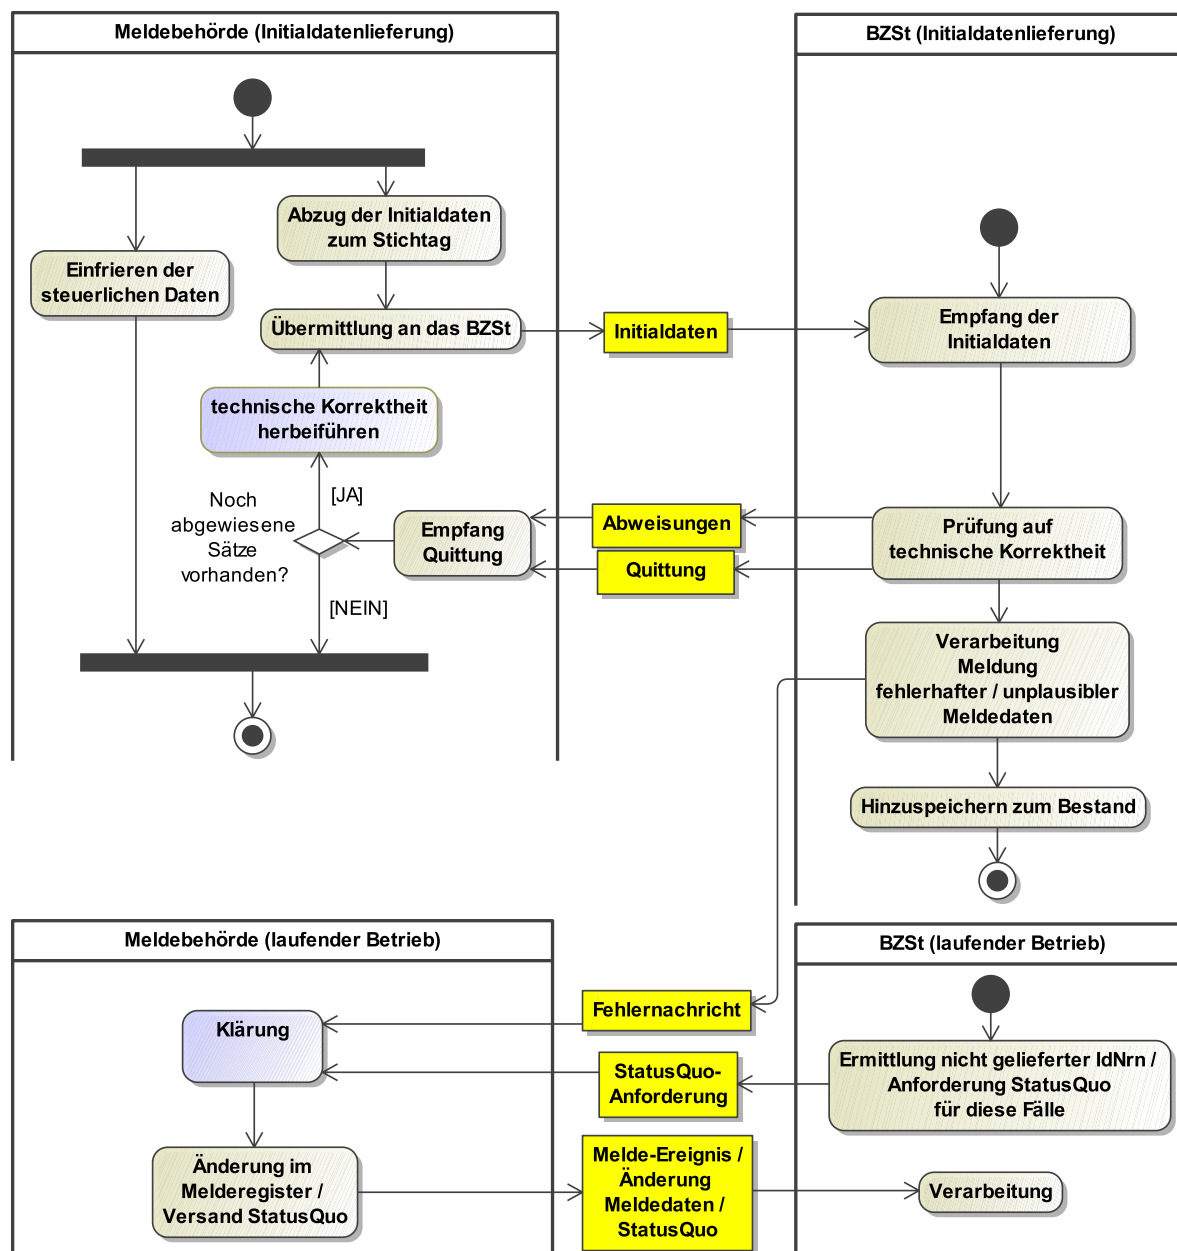 Meldebehörde (Initialdatenlieferung)
BZSt (Initialdatenlieferung)
Abzug der Initialdaten
zum Stichtag
Einfrieren der
steuerlichen Daten
Übermittlung an das BZSt
Initialdaten
Empfang der
Initialdaten
technische Korrektheit
herbeiführen
[JA]
Noch
abgewiesene
Sätze
vorhanden?
[NEIN]
Empfang
Quittung
Abweisungen
Quittung
Prüfung auf
technische Korrektheit
Verarbeitung
Meldung
fehlerhafter / unplausibler
Meldedaten
Hinzuspeichern zum Bestand
Meldebehörde (laufender Betrieb)
BZSt (laufender Betrieb)
Klärung
Fehlernachricht
StatusQuo-
Anforderung
Ermittlung nicht gelieferter IdNrn /
Anforderung StatusQuo
für diese Fälle
Änderung im
Melderegister /
Versand StatusQuo
Melde-Ereignis /
Änderung
Meldedaten /
StatusQuo
Verarbeitung